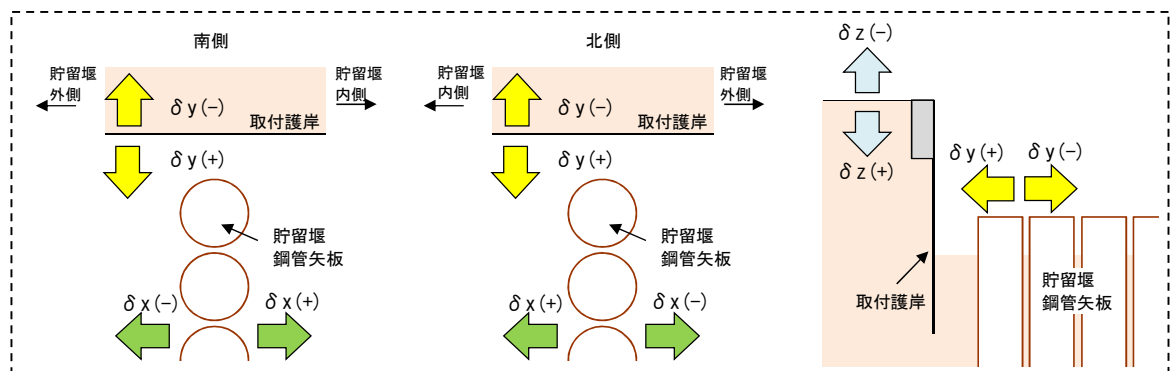 南側
貯留堰
外側
貯留堰
内側
δy(−)
取付護岸
δy(+)
貯留堰
鋼管矢板
δx(−)
δx(+)
北側
貯留堰
内側
貯留堰
外側
δy(−)
取付護岸
δy(+)
貯留堰
鋼管矢板
δx(+)
δx(−)
δz(−)
δz(+)
δy(+)
δy(−)
取付護岸
貯留堰
鋼管矢板